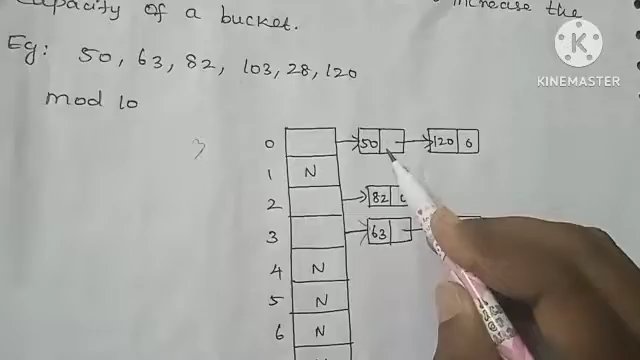 increase the
capacity of a bucket.
Eg: 50, 63, 82, 103, 28, 120
mod 10
KINEMASTER
0 50 120 0
1 N
2 82
3 63
4 N
5 N
6 N